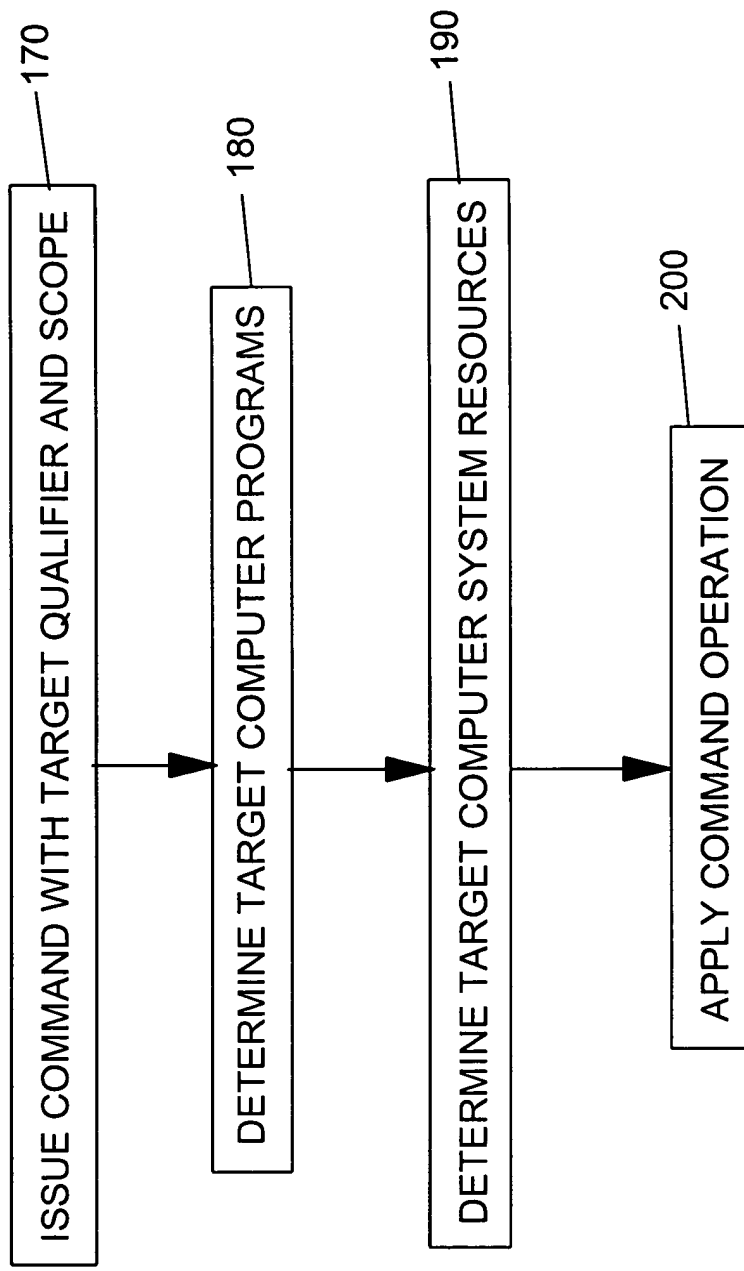 ISSUE COMMAND WITH TARGET QUALIFIER AND SCOPE
170
DETERMINE TARGET COMPUTER PROGRAMS
180
DETERMINE TARGET COMPUTER SYSTEM RESOURCES
190
APPLY COMMAND OPERATION
200